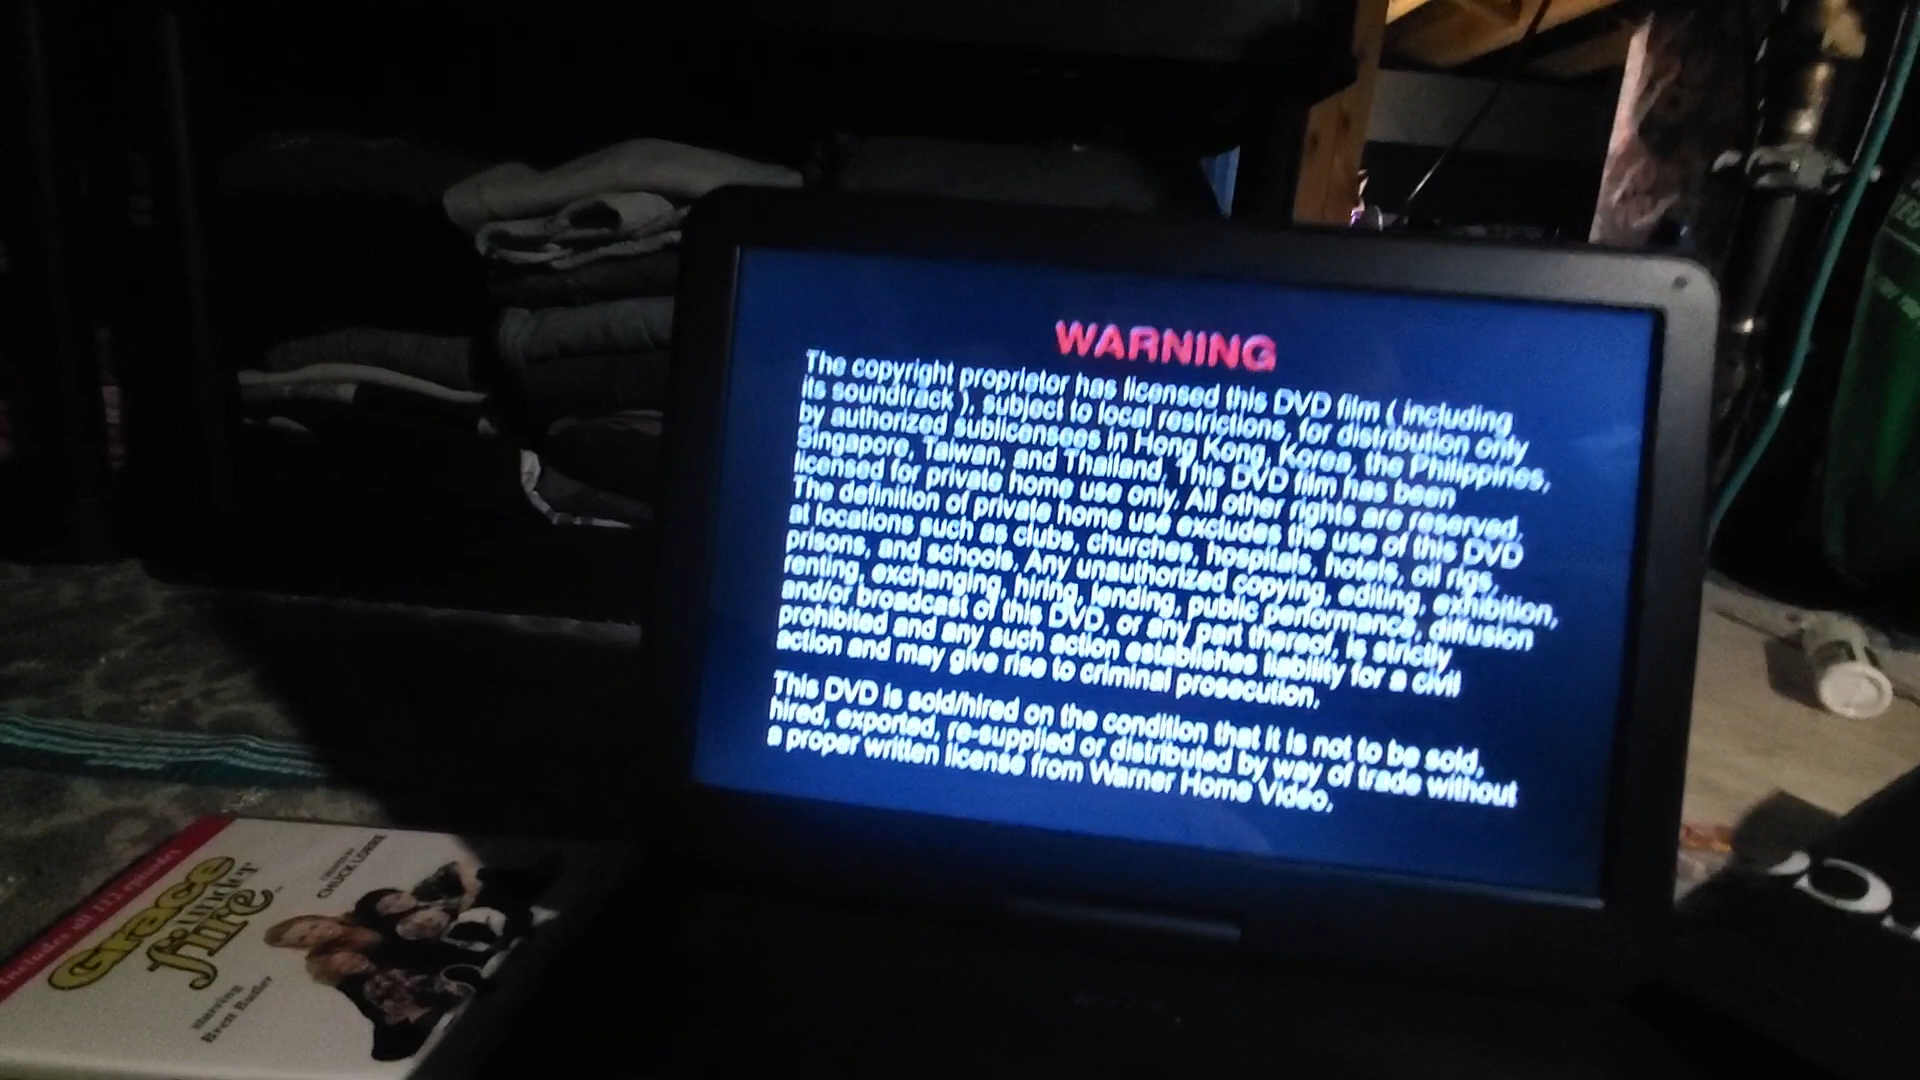 WARNING
The copyright proprietor has licensed this DVD film ( including
its soundtrack ), subject to local restrictions, for distribution only
by authorized sublicensees in Hong Kong, Korea, the Philippines,
Singapore, Taiwan, and Thailand. This DVD film has been
licensed for private home use only. All other rights are reserved.
The definition of private home use excludes the use of this DVD
at locations such as clubs, churches, hospitals, hotels, oil rigs,
prisons, and schools. Any unauthorized copying, editing, exhibition,
renting, exchanging, hiring, lending, public performance, diffusion
and/or broadcast of this DVD, or any part thereof, is strictly
prohibited and any such action establishes liability for a civil
action and may give rise to criminal prosecution.
This DVD is sold/hired on the condition that it is not to be sold,
hired, exported, re-supplied or distributed by way of trade without
a proper written license from Warner Home Video.
Includes all 112 episodes
Grace
under
fire
CREATED BY
CHUCK LORRE
starring
Brett Butler